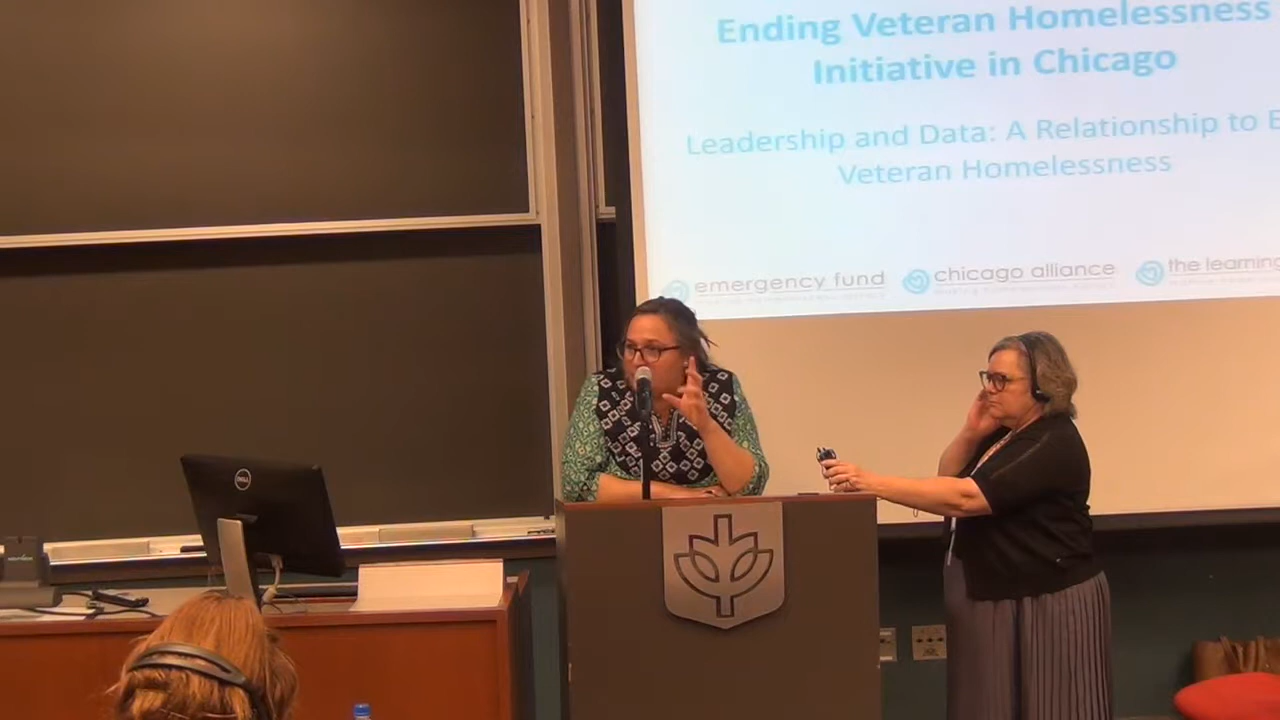 Ending Veteran Homelessness
Initiative in Chicago
Leadership and Data: A Relationship to E
Veteran Homelessness
emergency fund
chicago alliance
the learning
DELL